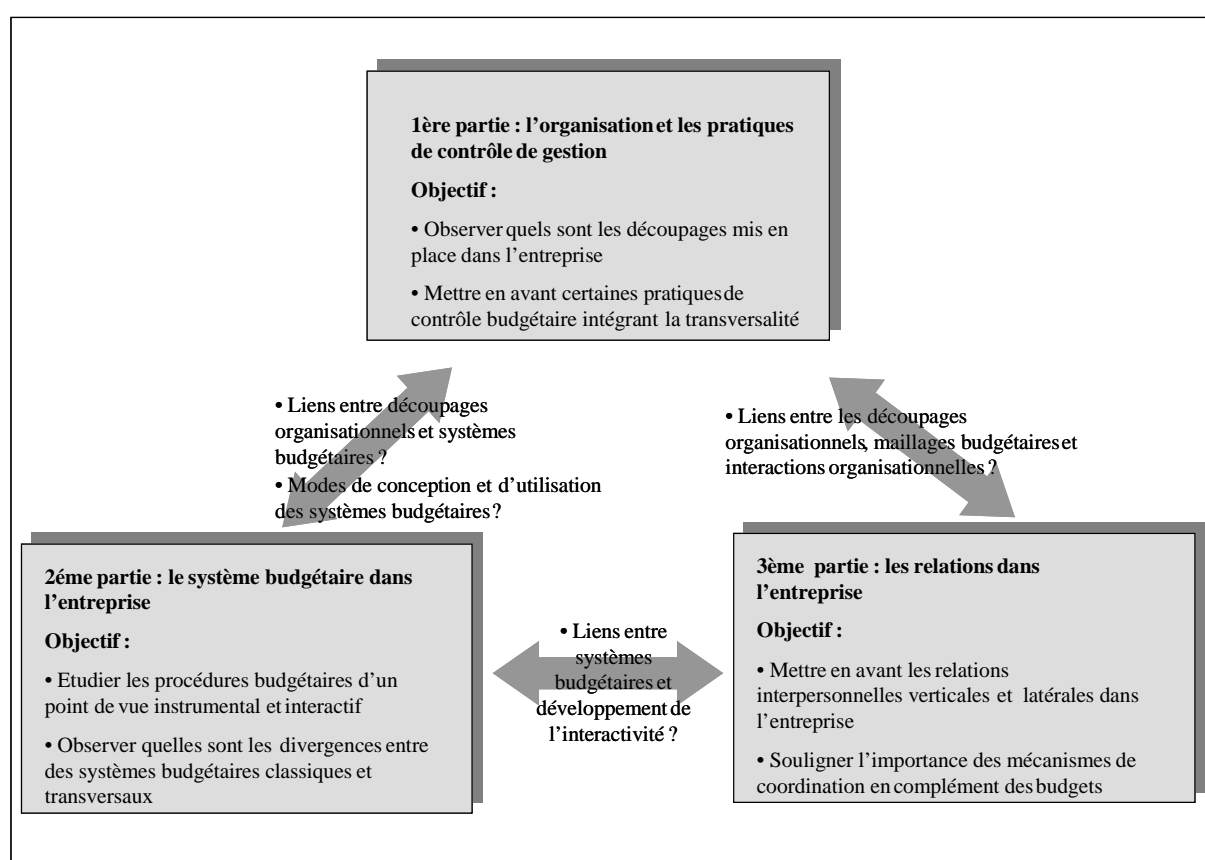 1ère partie : l'organisation et les pratiques
de contrôle de gestion
Objectif :
• Observer quels sont les découpages mis en
place dans l'entreprise
• Mettre en avant certaines pratiques de
contrôle budgétaire intégrant la transversalité
• Liens entre découpages
organisationnels et systèmes
budgétaires ?
• Modes de conception et d'utilisation
des systèmes budgétaires ?
• Liens entre les découpages
organisationnels, maillages budgétaires et
interactions organisationnelles ?
2éme partie : le système budgétaire dans
l'entreprise
Objectif :
• Etudier les procédures budgétaires d'un
point de vue instrumental et interactif
• Observer quelles sont les divergences entre
des systèmes budgétaires classiques et
transversaux
• Liens entre
systèmes
budgétaires et
développement de
l'interactivité ?
3ème partie : les relations dans
l'entreprise
Objectif :
• Mettre en avant les relations
interpersonnelles verticales et latérales dans
l'entreprise
• Souligner l'importance des mécanismes de
coordination en complément des budgets